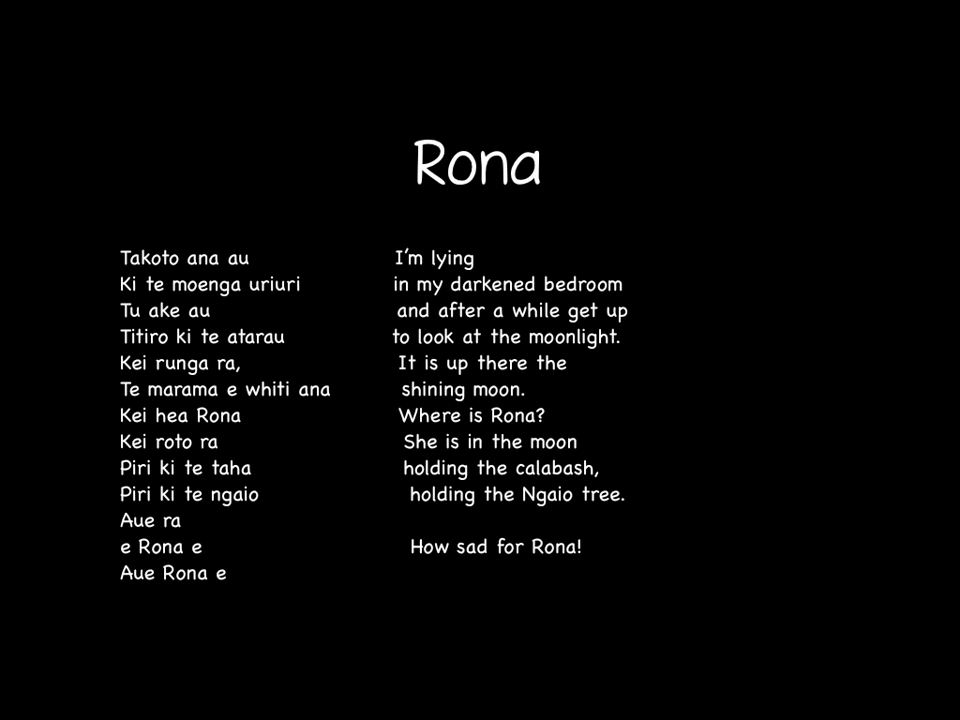 Rona
Takoto ana au I'm lying
Ki te moenga uriuri in my darkened bedroom
Tu ake au and after a while get up
Titiro ki te atarau to look at the moonlight.
Kei runga ra, It is up there the
Te marama e whiti ana shining moon.
Kei hea Rona Where is Rona?
Kei roto ra She is in the moon
Piri ki te taha holding the calabash,
Piri ki te ngaio holding the Ngaio tree.
Aue ra
e Rona e How sad for Rona!
Aue Rona e